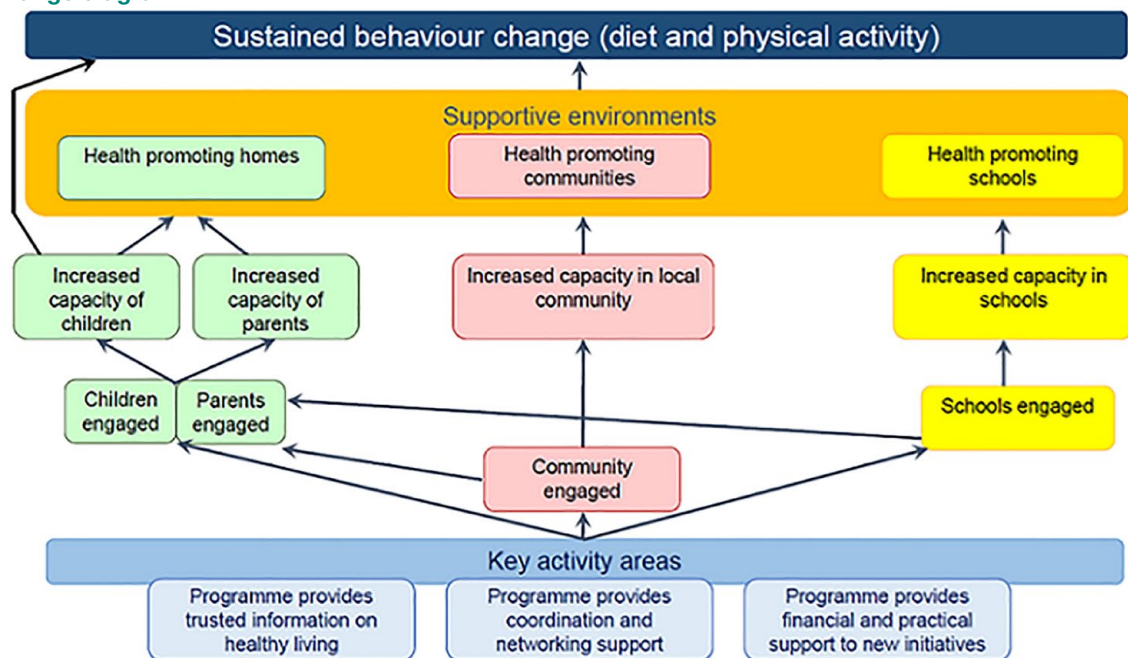 Sustained behaviour change (diet and physical activity)
Supportive environments
Health promoting homes
Health promoting
communities
Health promoting
schools
Increased
capacity of
children
Increased
capacity of
parents
Increased capacity in local
community
Increased capacity in
schools
Children
engaged
Parents
engaged
Schools engaged
Community
engaged
Key activity areas
Programme provides
trusted information on
healthy living
Programme provides
coordination and
networking support
Programme provides
financial and practical
support to new initiatives